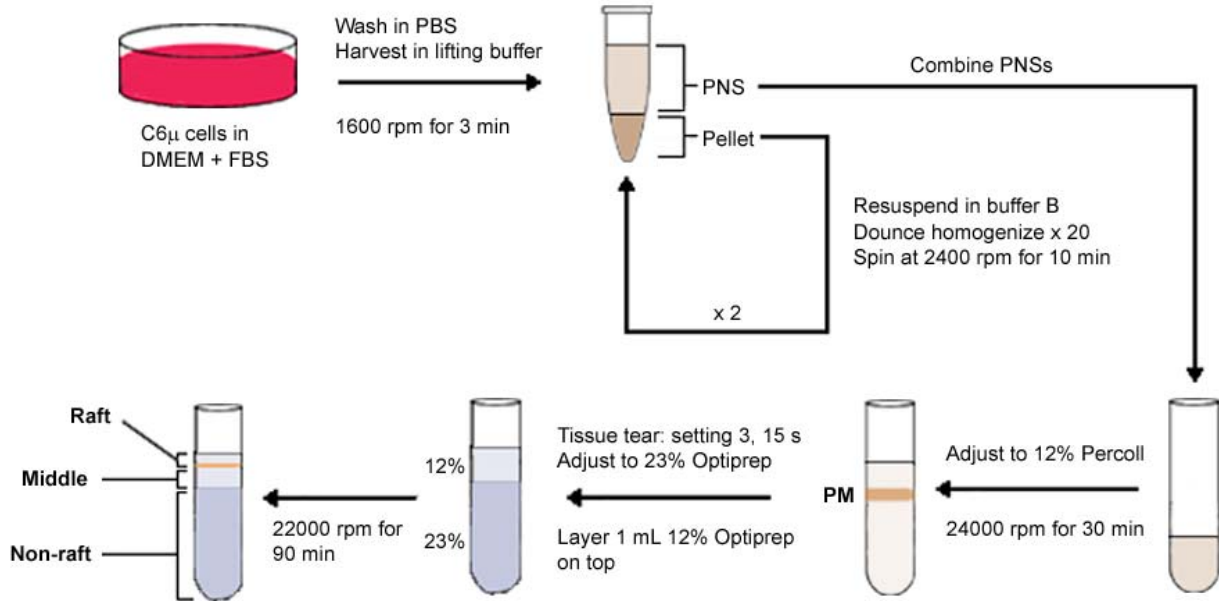 Wash in PBS
Harvest in lifting buffer
1600 rpm for 3 min
C6μ cells in
DMEM + FBS
PNS
Pellet
Combine PNSs
Resuspend in buffer B
Dounce homogenize x 20
Spin at 2400 rpm for 10 min
x 2
Adjust to 12% Percoll
24000 rpm for 30 min
PM
Tissue tear: setting 3, 15 s
Adjust to 23% Optiprep
Layer 1 mL 12% Optiprep
on top
12%
23%
22000 rpm for
90 min
Raft
Middle
Non-raft